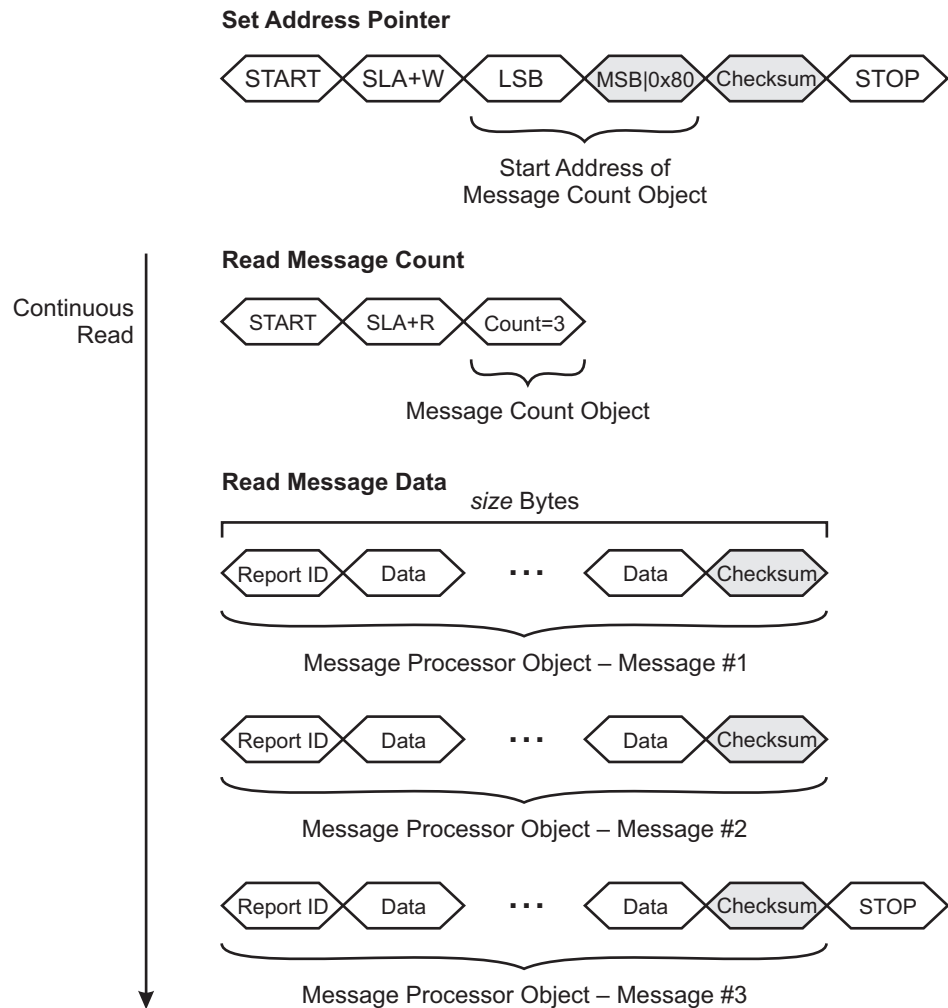 Set Address Pointer
START SLA+W LSB MSB|0x80 Checksum STOP
Start Address of
Message Count Object
Continuous
Read
Read Message Count
START SLA+R Count=3
Message Count Object
Read Message Data
size Bytes
Report ID Data ... Data Checksum
Message Processor Object – Message #1
Report ID Data ... Data Checksum
Message Processor Object – Message #2
Report ID Data ... Data Checksum STOP
Message Processor Object – Message #3